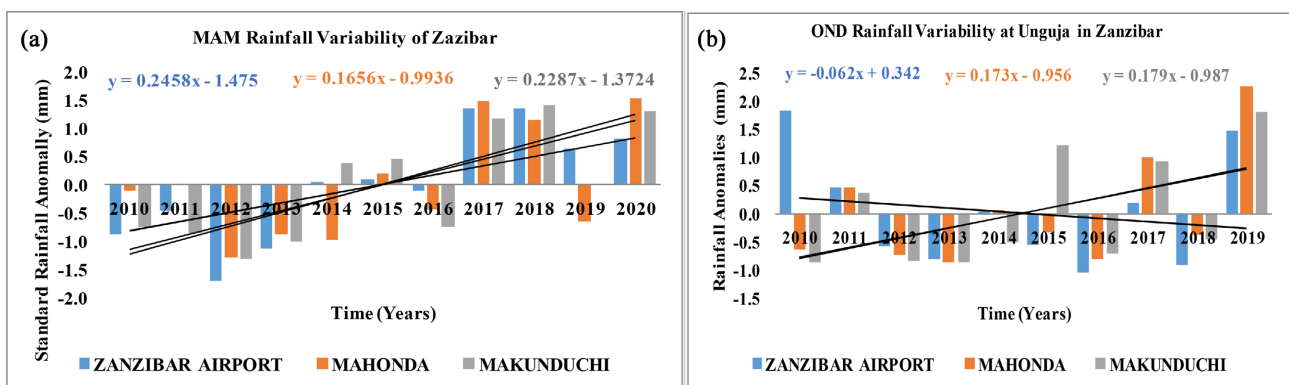 (a)
MAM Rainfall Variability of Zazibar
y = 0.2458x - 1.475
y = 0.1656x - 0.9936
y = 0.2287x - 1.3724
Standard Rainfall Anomally (mm)
2.0
1.5
1.0
0.5
0.0
-0.5
-1.0
-1.5
-2.0
2010 2011 2012 2013 2014 2015 2016 2017 2018 2019 2020
Time (Years)
ZANZIBAR AIRPORT MAHONDA MAKUNDUCHI
(b)
OND Rainfall Variability at Unguja in Zanzibar
y = -0.062x + 0.342
y = 0.173x - 0.956
y = 0.179x - 0.987
Rainfall Anomalies (mm)
2.5
2.0
1.5
1.0
0.5
0.0
-0.5
-1.0
-1.5
2010 2011 2012 2013 2014 2015 2016 2017 2018 2019
Time (Years)
ZANZIBAR AIRPORT MAHONDA MAKUNDUCHI